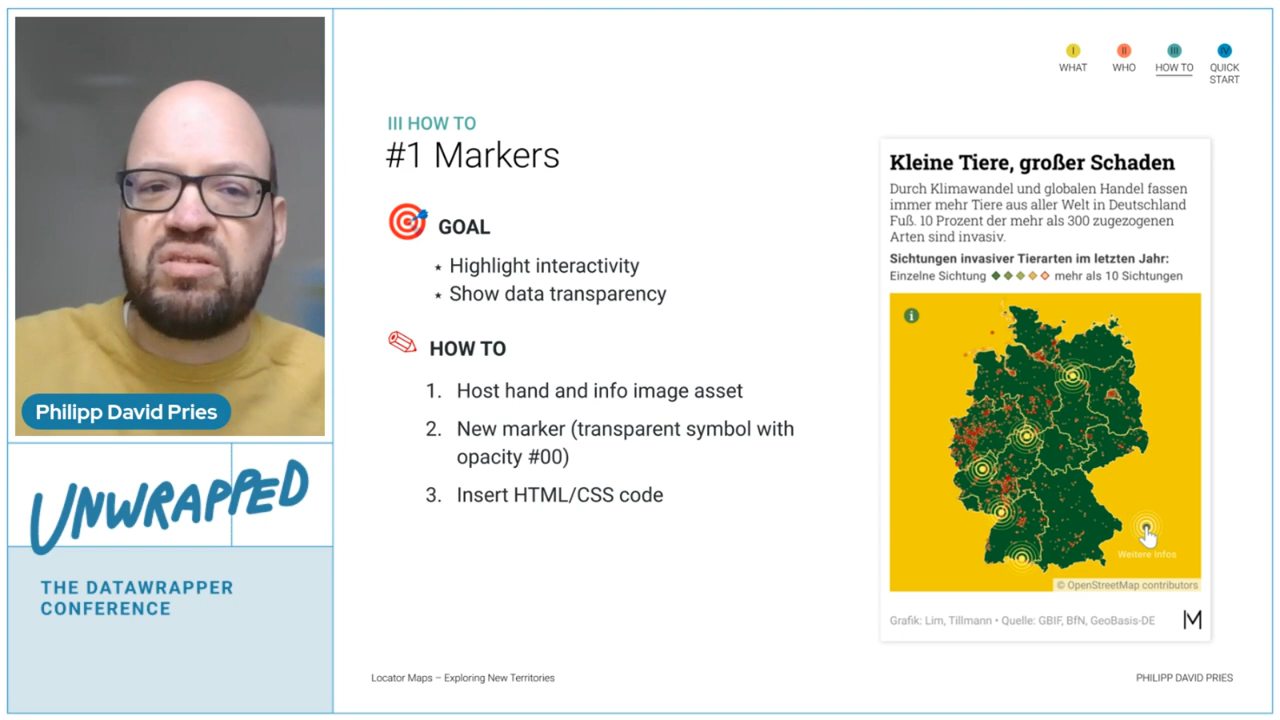 I
II
III
IV
WHAT
WHO
HOW TO
QUICK
START
III HOW TO
#1 Markers
GOAL
⋆ Highlight interactivity
⋆ Show data transparency
HOW TO
1. Host hand and info image asset
2. New marker (transparent symbol with
opacity #00)
3. Insert HTML/CSS code
Kleine Tiere, großer Schaden
Durch Klimawandel und globalen Handel fassen
immer mehr Tiere aus aller Welt in Deutschland
Fuß. 10 Prozent der mehr als 300 zugezogenen
Arten sind invasiv.
Sichtungen invasiver Tierarten im letzten Jahr:
Einzelne Sichtung ◆◆◆◆◆ mehr als 10 Sichtungen
i
Weitere Infos
© OpenStreetMap contributors
Grafik: Lim, Tillmann • Quelle: GBIF, BfN, GeoBasis-DE
M
Philipp David Pries
UNWRAPPED
THE DATAWRAPPER
CONFERENCE
Locator Maps – Exploring New Territories
PHILIPP DAVID PRIES